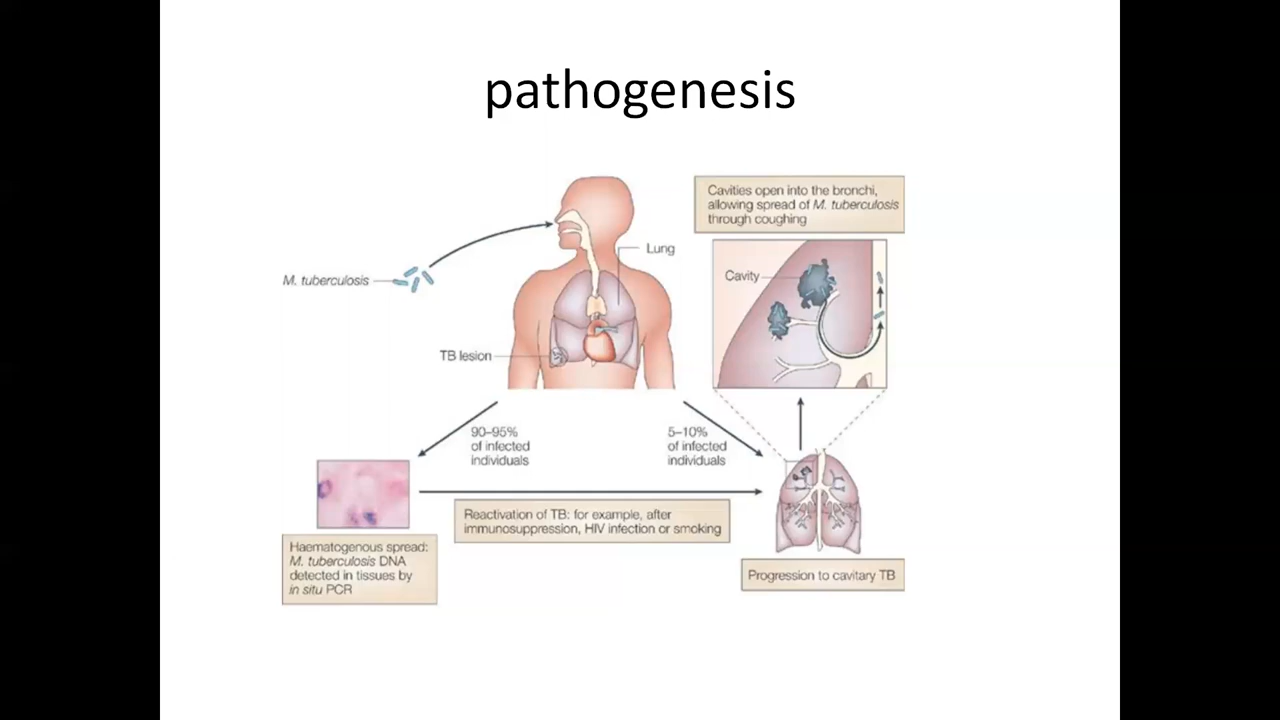 pathogenesis
Cavities open into the bronchi,
allowing spread of M. tuberculosis
through coughing
Lung
M. tuberculosis
Cavity
TB lesion
90–95%
of infected
individuals
5–10%
of infected
individuals
Reactivation of TB: for example, after
immunosuppression, HIV infection or smoking
Haematogenous spread:
M. tuberculosis DNA
detected in tissues by
in situ PCR
Progression to cavitary TB